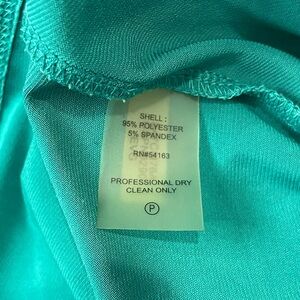 SHELL :
95% POLYESTER
5% SPANDEX
RN#54163
PROFESSIONAL DRY
CLEAN ONLY
P